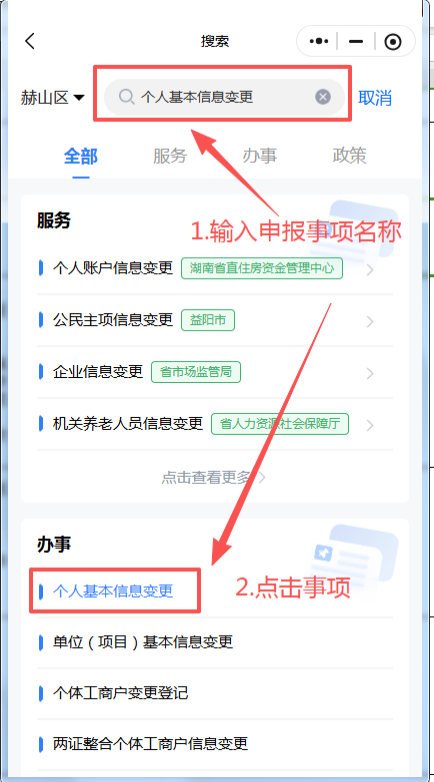 搜索
赫山区
个人基本信息变更
取消
全部 服务 办事 政策
服务
1.输入申报事项名称
个人账户信息变更 湖南省直住房资金管理中心
公民主项信息变更 益阳市
企业信息变更 省市场监管局
机关养老人员信息变更 省人力资源社会保障厅
点击查看更多
办事
个人基本信息变更
2.点击事项
单位（项目）基本信息变更
个体工商户变更登记
两证整合个体工商户信息变更